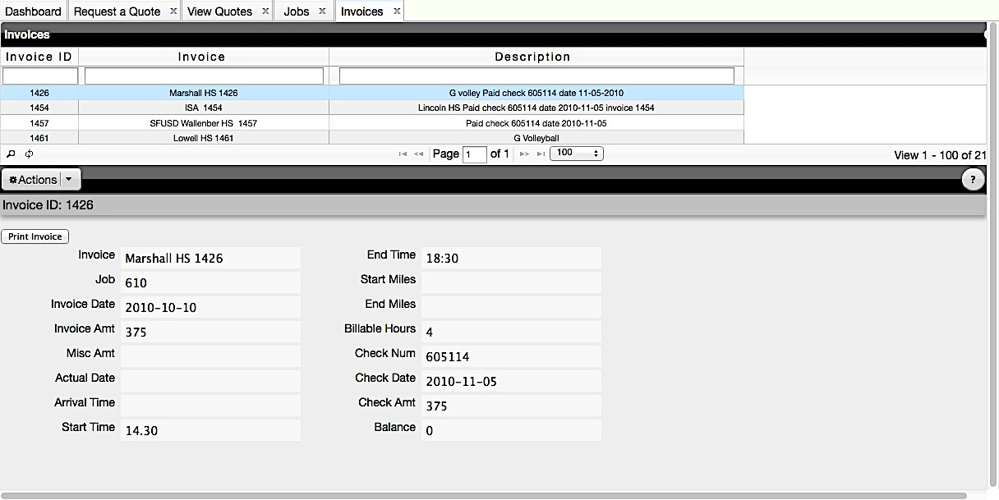 Dashboard Request a Quote x View Quotes x Jobs x Invoices x
Invoices
Invoice ID Invoice Description
1426 Marshall HS 1426 G volley Paid check 605114 date 11-05-2010
1454 ISA 1454 Lincoln HS Paid check 605114 date 2010-11-05 invoice 1454
1457 SFUSD Wallenber HS 1457 Paid check 605114 date 2010-11-05
1461 Lowell HS 1461 G Volleyball
Page 1 of 1 100 View 1 - 100 of 21
Actions ?
Invoice ID: 1426
Print Invoice
Invoice Marshall HS 1426 End Time 18:30
Job 610 Start Miles
Invoice Date 2010-10-10 End Miles
Invoice Amt 375 Billable Hours 4
Misc Amt Check Num 605114
Actual Date Check Date 2010-11-05
Arrival Time Check Amt 375
Start Time 14.30 Balance 0